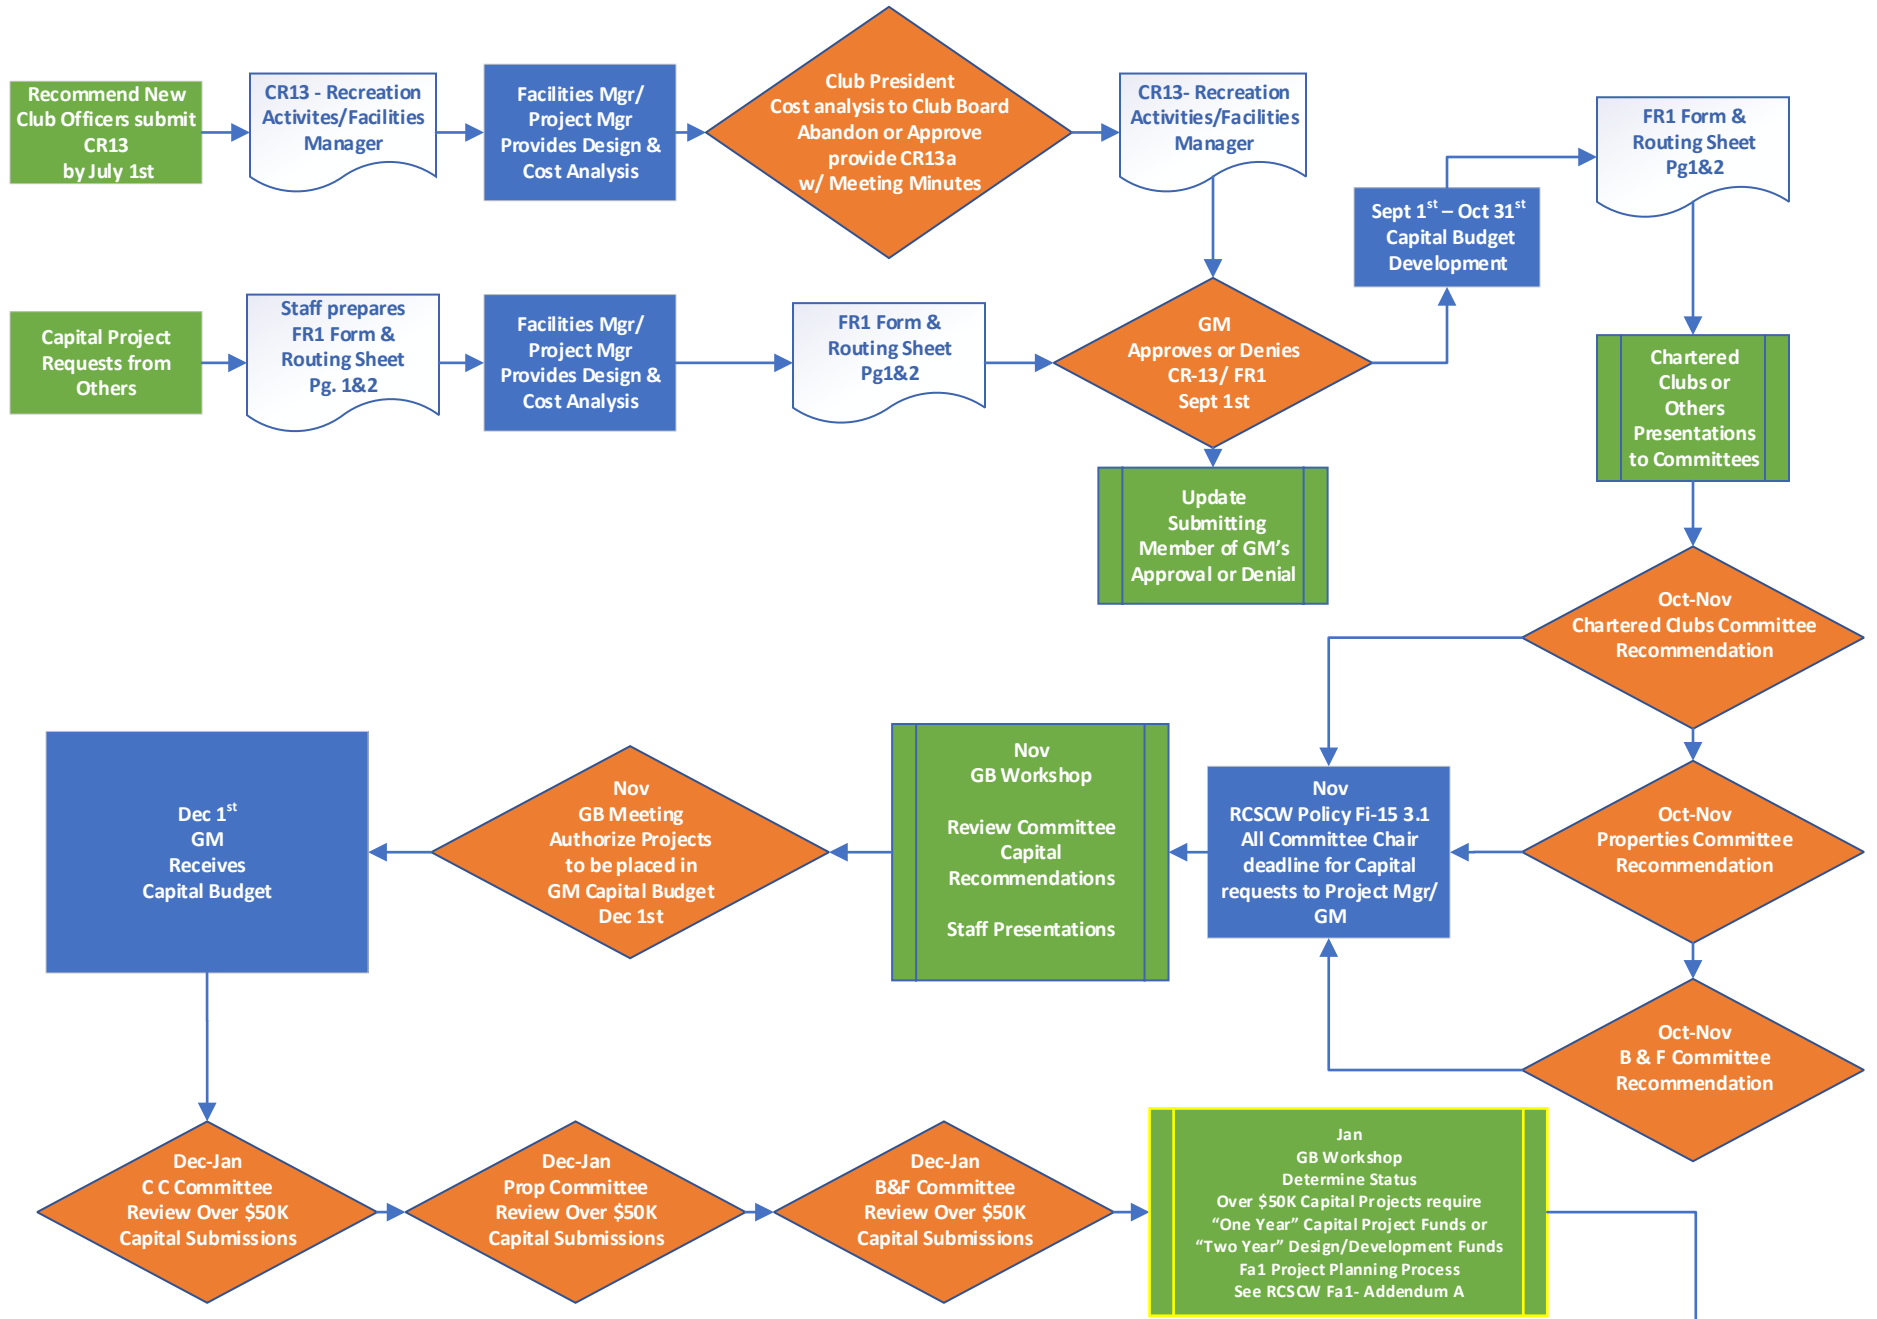 Recommend New
Club Officers submit
CR13
by July 1st
CR13 - Recreation
Activites/Facilities
Manager
Facilities Mgr/
Project Mgr
Provides Design &
Cost Analysis
Club President
Cost analysis to Club Board
Abandon or Approve
provide CR13a
w/ Meeting Minutes
CR13- Recreation
Activities/Facilities
Manager
Sept 1st – Oct 31st
Capital Budget
Development
FR1 Form &
Routing Sheet
Pg1&2
Capital Project
Requests from
Others
Staff prepares
FR1 Form &
Routing Sheet
Pg. 1&2
Facilities Mgr/
Project Mgr
Provides Design &
Cost Analysis
FR1 Form &
Routing Sheet
Pg1&2
GM
Approves or Denies
CR-13/ FR1
Sept 1st
Chartered
Clubs or
Others
Presentations
to Committees
Update
Submitting
Member of GM’s
Approval or Denial
Oct-Nov
Chartered Clubs Committee
Recommendation
Oct-Nov
Properties Committee
Recommendation
Oct-Nov
B & F Committee
Recommendation
Nov
RCSCW Policy Fi-15 3.1
All Committee Chair
deadline for Capital
requests to Project Mgr/
GM
Nov
GB Workshop
Review Committee
Capital
Recommendations
Staff Presentations
Nov
GB Meeting
Authorize Projects
to be placed in
GM Capital Budget
Dec 1st
Dec 1st
GM
Receives
Capital Budget
Dec-Jan
C C Committee
Review Over $50K
Capital Submissions
Dec-Jan
Prop Committee
Review Over $50K
Capital Submissions
Dec-Jan
B&F Committee
Review Over $50K
Capital Submissions
Jan
GB Workshop
Determine Status
Over $50K Capital Projects require
“One Year” Capital Project Funds or
“Two Year” Design/Development Funds
Fa1 Project Planning Process
See RCSCW Fa1- Addendum A